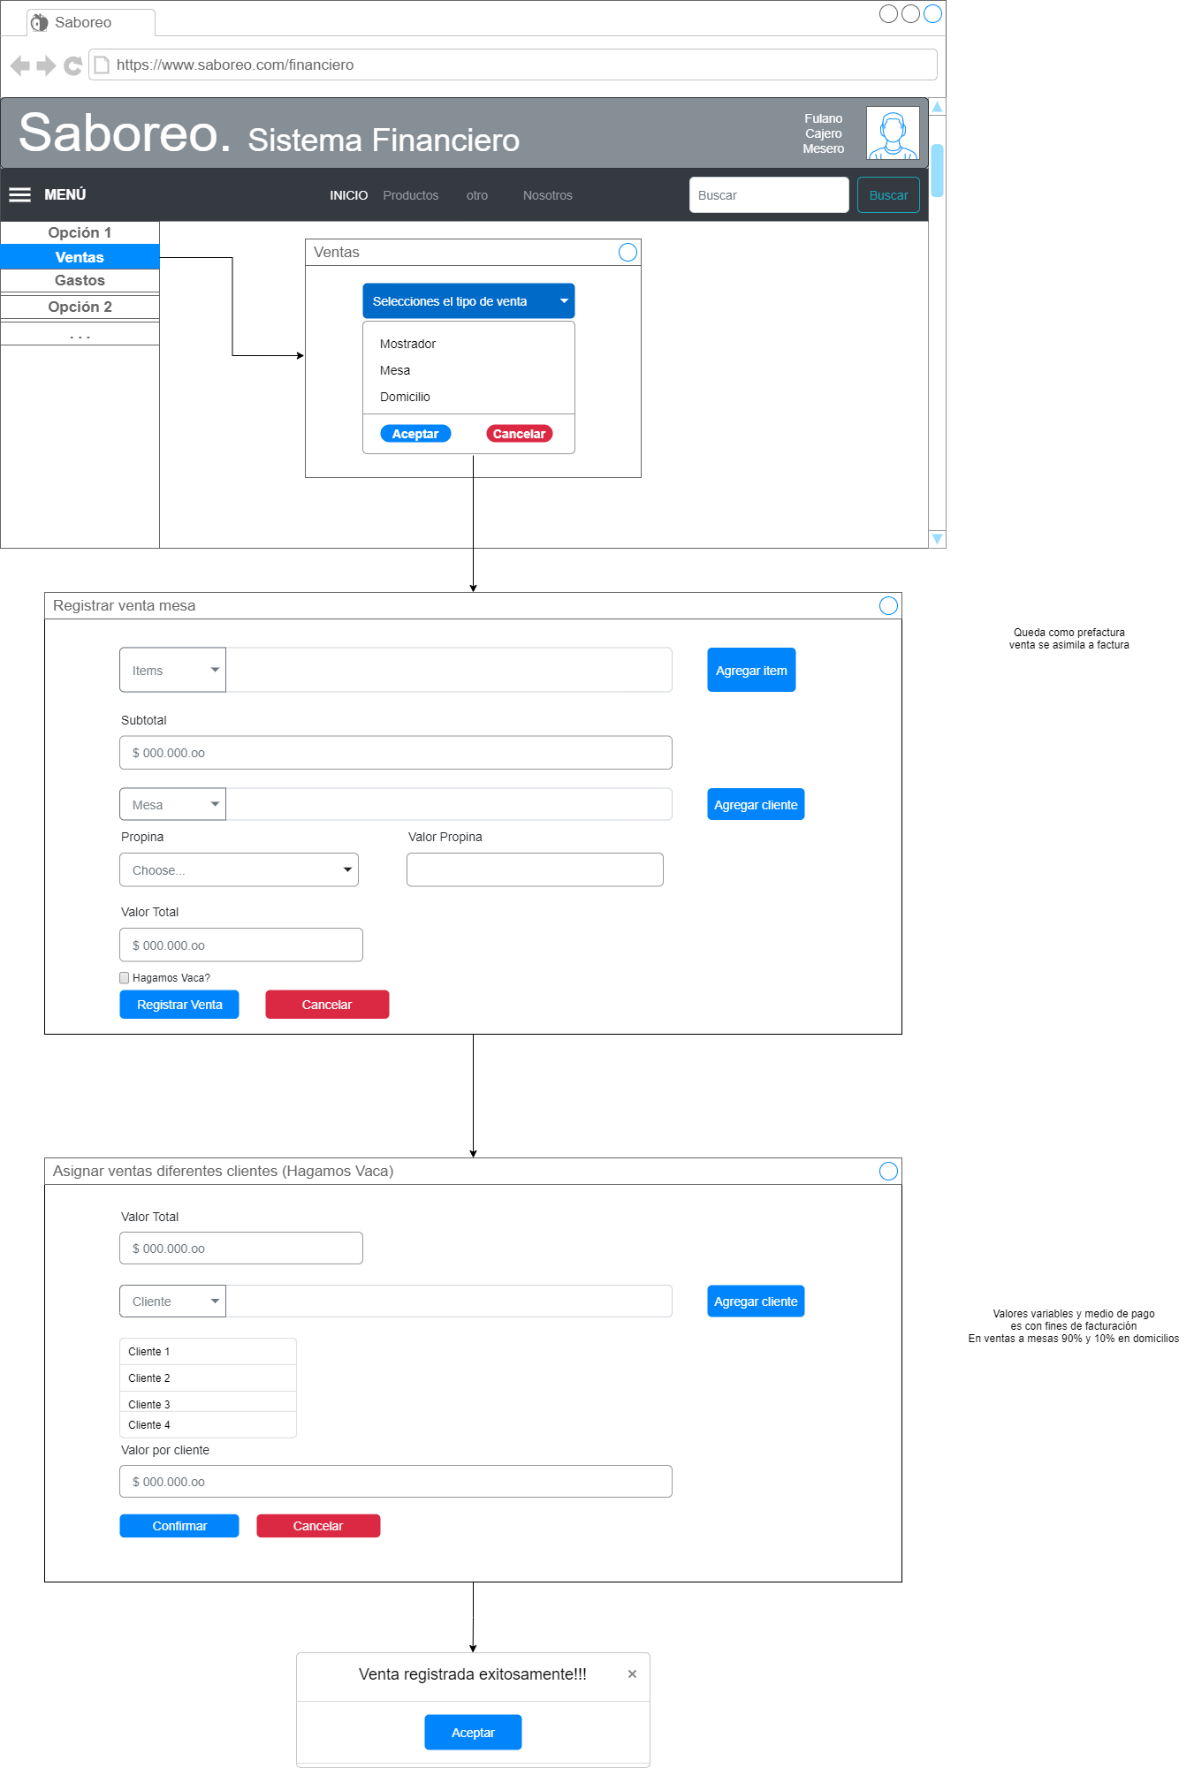 Saboreo
https://www.saboreo.com/financiero
Saboreo. Sistema Financiero
Fulano
Cajero
Mesero
MENÚ
INICIO Productos otro Nosotros
Buscar
Buscar
Opción 1
Ventas
Gastos
Opción 2
. . .
Ventas
Selecciones el tipo de venta
Mostrador
Mesa
Domicilio
Aceptar Cancelar
Registrar venta mesa
Items
Agregar item
Subtotal
$ 000.000.oo
Mesa
Agregar cliente
Propina Valor Propina
Choose...
Valor Total
$ 000.000.oo
Hagamos Vaca?
Registrar Venta Cancelar
Queda como prefactura
venta se asimila a factura
Asignar ventas diferentes clientes (Hagamos Vaca)
Valor Total
$ 000.000.oo
Cliente
Agregar cliente
Cliente 1
Cliente 2
Cliente 3
Cliente 4
Valor por cliente
$ 000.000.oo
Confirmar Cancelar
Valores variables y medio de pago
es con fines de facturación
En ventas a mesas 90% y 10% en domicilios
Venta registrada exitosamente!!! ×
Aceptar